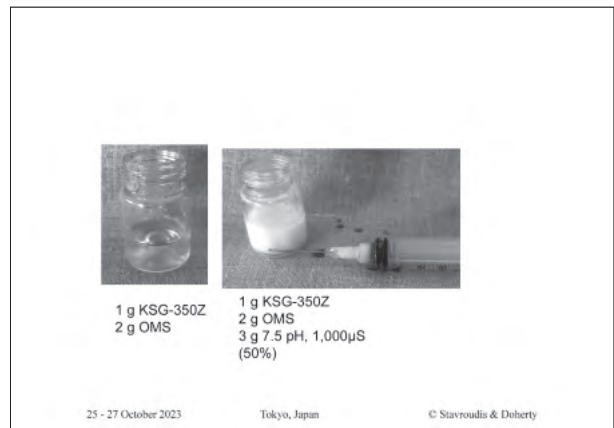 1 g KSG-350Z
2 g OMS
1 g KSG-350Z
2 g OMS
3 g 7.5 pH, 1,000µS
(50%)
25 - 27 October 2023
Tokyo, Japan
© Stavroudis & Doherty